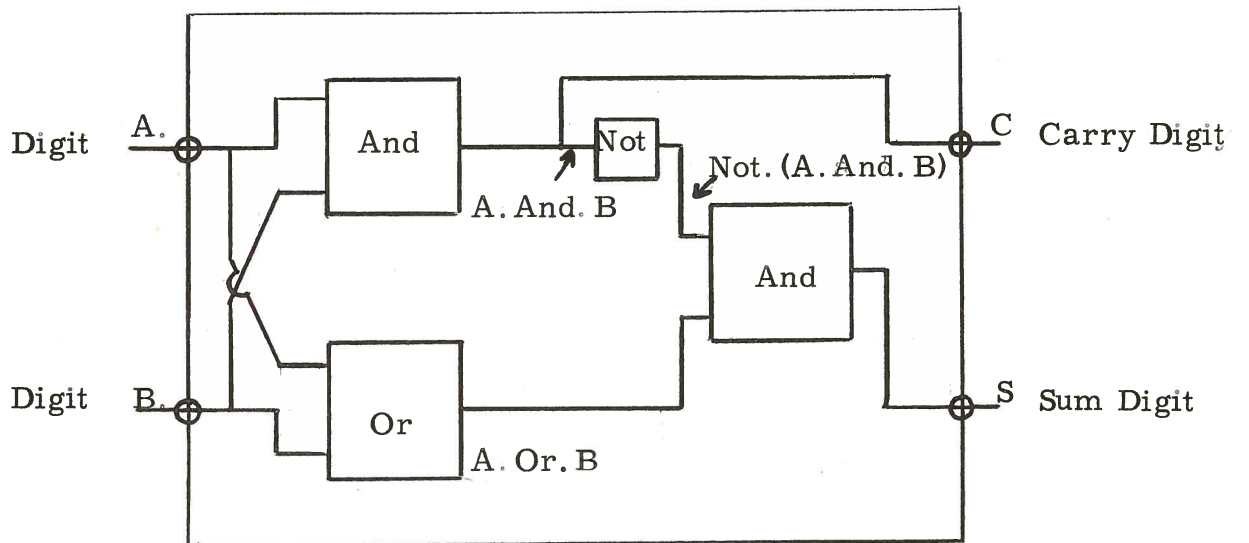 Digit A.
And
Not
C Carry Digit
Not. (A. And. B)
A. And. B
And
Digit B.
Or
S Sum Digit
A. Or. B